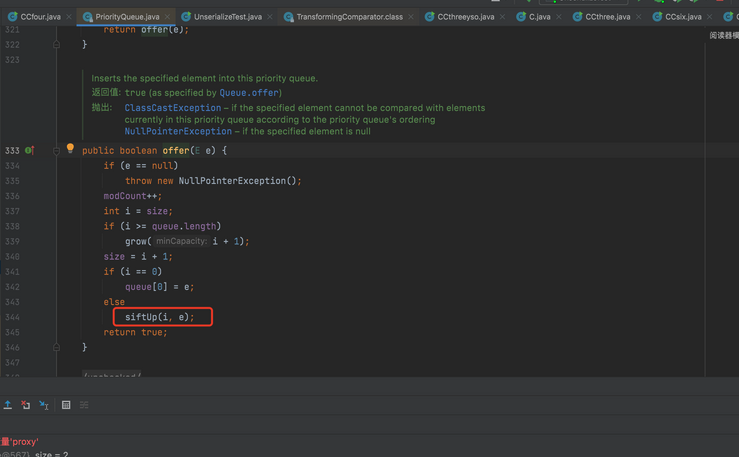 CCfour.java PriorityQueue.java UnserializeTest.java TransformingComparator.class CCthreeyso.java C.java CCthree.java CCsix.java
321 return offer(e);
阅读器模
322 }
323
Inserts the specified element into this priority queue.
返回值: true (as specified by Queue.offer)
抛出: ClassCastException – if the specified element cannot be compared with elements
currently in this priority queue according to the priority queue's ordering
NullPointerException – if the specified element is null
333 public boolean offer(E e) {
334 if (e == null)
335 throw new NullPointerException();
336 modCount++;
337 int i = size;
338 if (i >= queue.length)
339 grow( minCapacity: i + 1);
340 size = i + 1;
341 if (i == 0)
342 queue[0] = e;
343 else
344 siftUp(i, e);
345 return true;
346 }
347
量'proxy'
size = 2